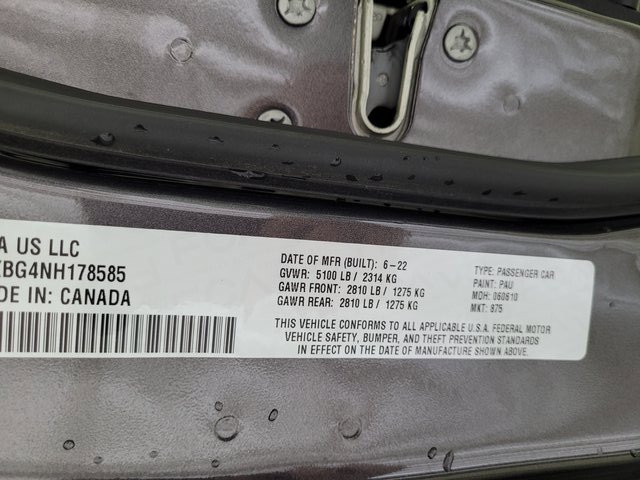 A US LLC
BG4NH178585
DE IN: CANADA
DATE OF MFR (BUILT): 6-22
GVWR: 5100 LB / 2314 KG
GAWR FRONT: 2810 LB / 1275 KG
GAWR REAR: 2810 LB / 1275 KG
TYPE: PASSENGER CAR
PAINT: PAU
MDH: 060610
MKT: 975
THIS VEHICLE CONFORMS TO ALL APPLICABLE U.S.A. FEDERAL MOTOR
VEHICLE SAFETY, BUMPER, AND THEFT PREVENTION STANDARDS
IN EFFECT ON THE DATE OF MANUFACTURE SHOWN ABOVE.